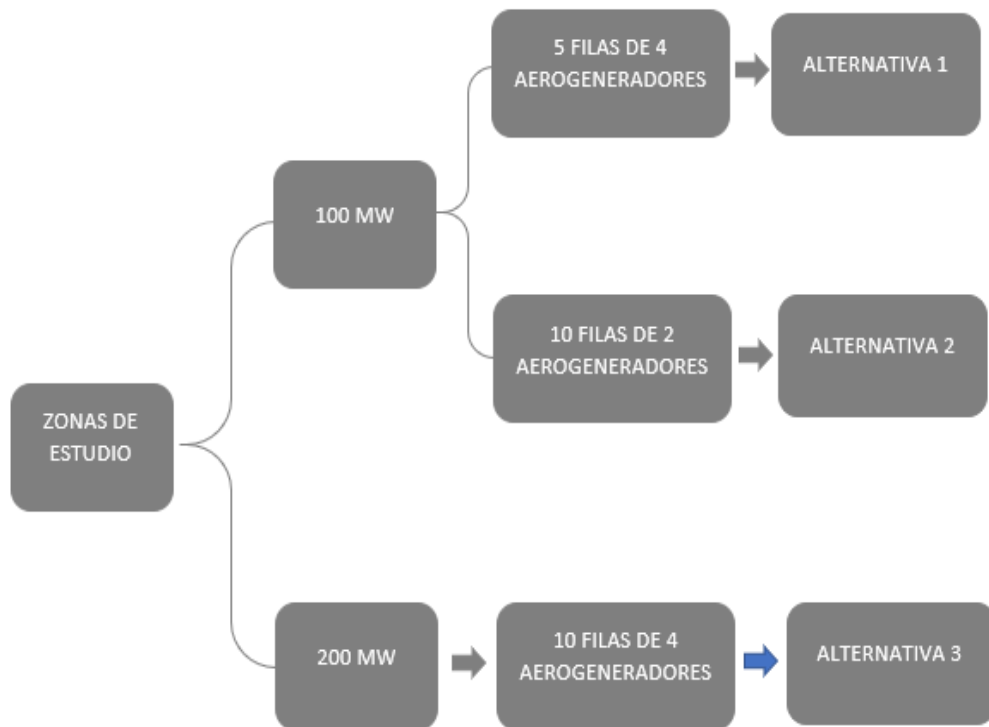 5 FILAS DE 4
AEROGENERADORES
ALTERNATIVA 1
100 MW
10 FILAS DE 2
AEROGENERADORES
ALTERNATIVA 2
ZONAS DE
ESTUDIO
200 MW
10 FILAS DE 4
AEROGENERADORES
ALTERNATIVA 3